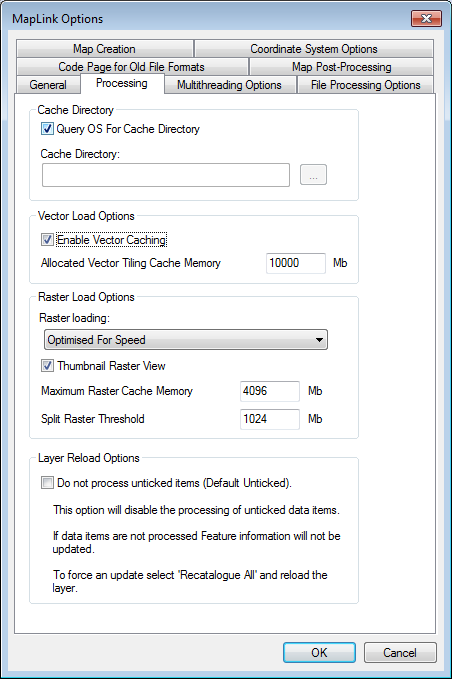 MapLink Options
Map Creation
Coordinate System Options
Code Page for Old File Formats
Map Post-Processing
General
Processing
Multithreading Options
File Processing Options
Cache Directory
Query OS For Cache Directory
Cache Directory:
...
Vector Load Options
Enable Vector Caching
Allocated Vector Tiling Cache Memory 10000 Mb
Raster Load Options
Raster loading:
Optimised For Speed
Thumbnail Raster View
Maximum Raster Cache Memory 4096 Mb
Split Raster Threshold 1024 Mb
Layer Reload Options
Do not process unticked items (Default Unticked).
This option will disable the processing of unticked data items.
If data items are not processed Feature information will not be
updated.
To force an update select 'Recatalogue All' and reload the
layer.
OK
Cancel